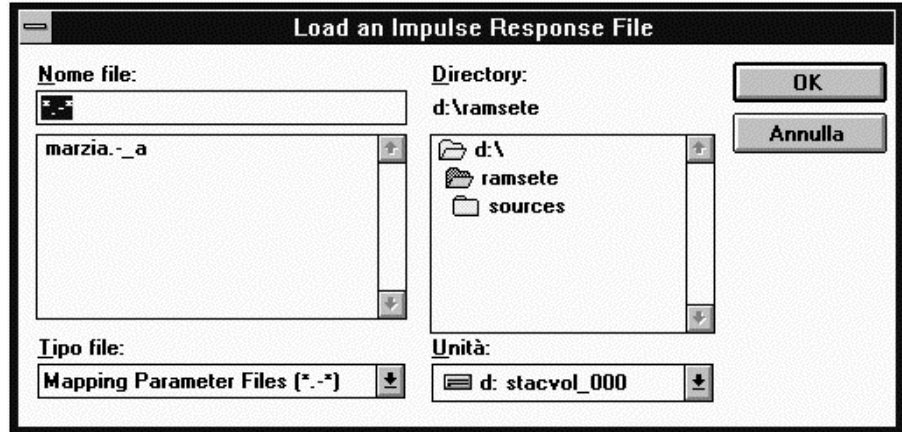 Load an Impulse Response File
Nome file:
*.-*
marzia.-_a
Tipo file:
Mapping Parameter Files (*.-*)
Directory:
d:\ramsete
d:\
ramsete
sources
Unità:
d: stacvol_000
OK
Annulla